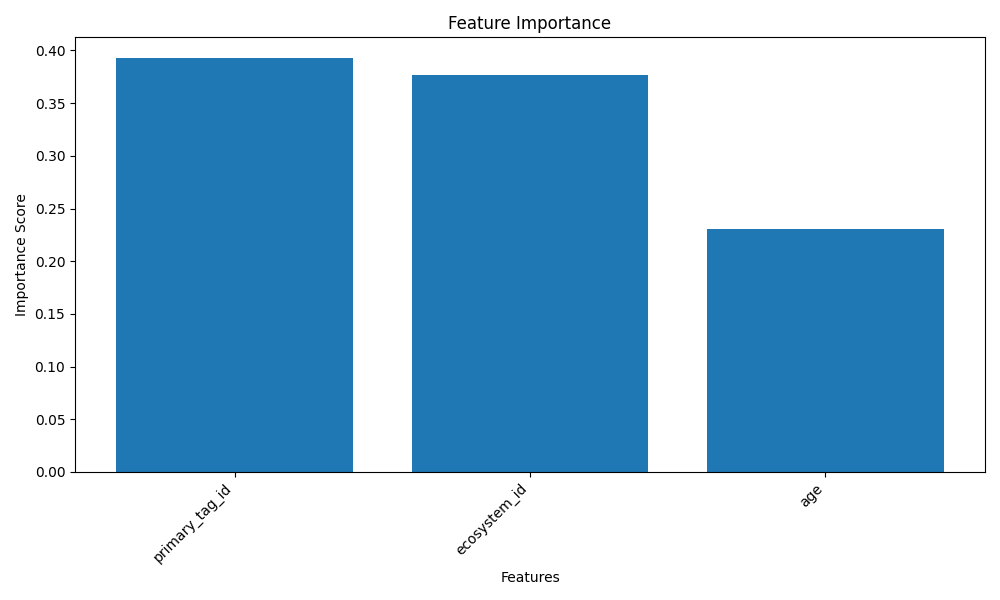 Feature Importance
Importance Score
0.40
0.35
0.30
0.25
0.20
0.15
0.10
0.05
0.00
primary_tag_id
ecosystem_id
age
Features